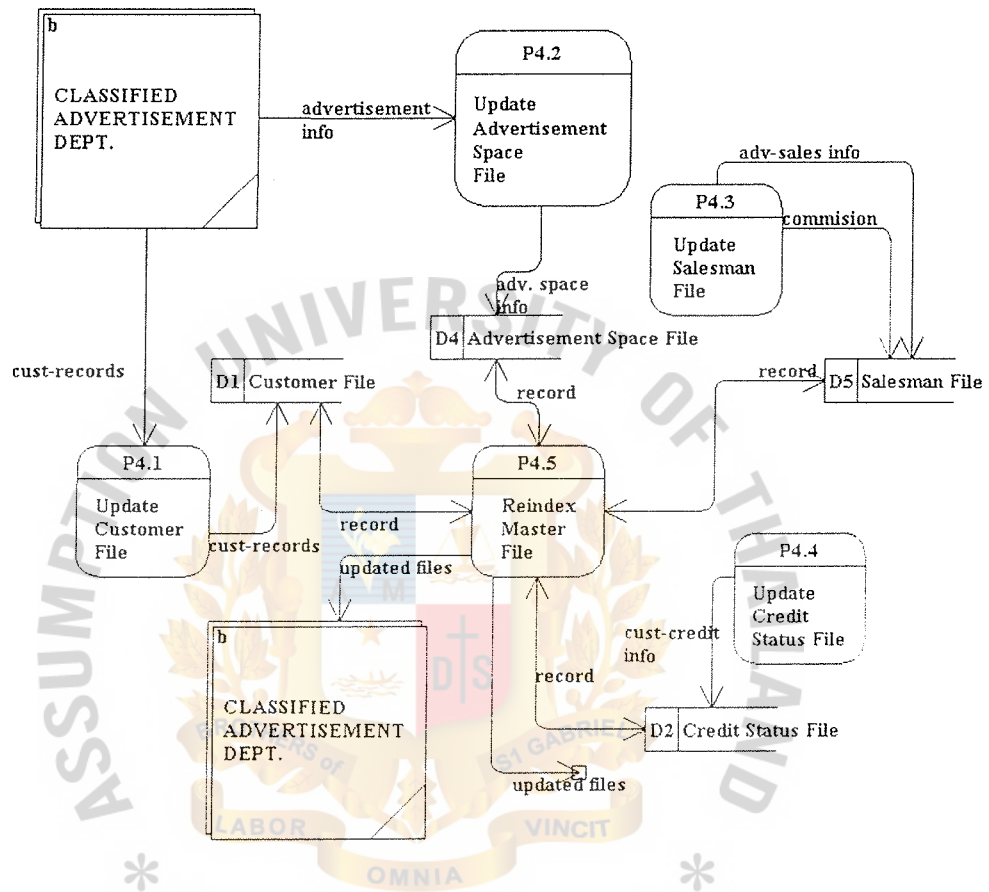 b
CLASSIFIED
ADVERTISEMENT
DEPT.
advertisement
info
P4.2
Update
Advertisement
Space
File
adv-sales info
P4.3
commision
Update
Salesman
File
adv. space
info
D4 Advertisement Space File
cust-records
D1 Customer File
record
record
D5 Salesman File
P4.1
Update
Customer
File
cust-records
record
P4.5
Reindex
Master
File
updated files
P4.4
Update
Credit
Status File
cust-credit
info
b
CLASSIFIED
ADVERTISEMENT
DEPT.
record
D2 Credit Status File
updated files
ASSUMPTION UNIVERSITY OF THAILAND
M
D S
BROTHERS of
ST GABRIEL
LABOR
OMNIA
VINCIT